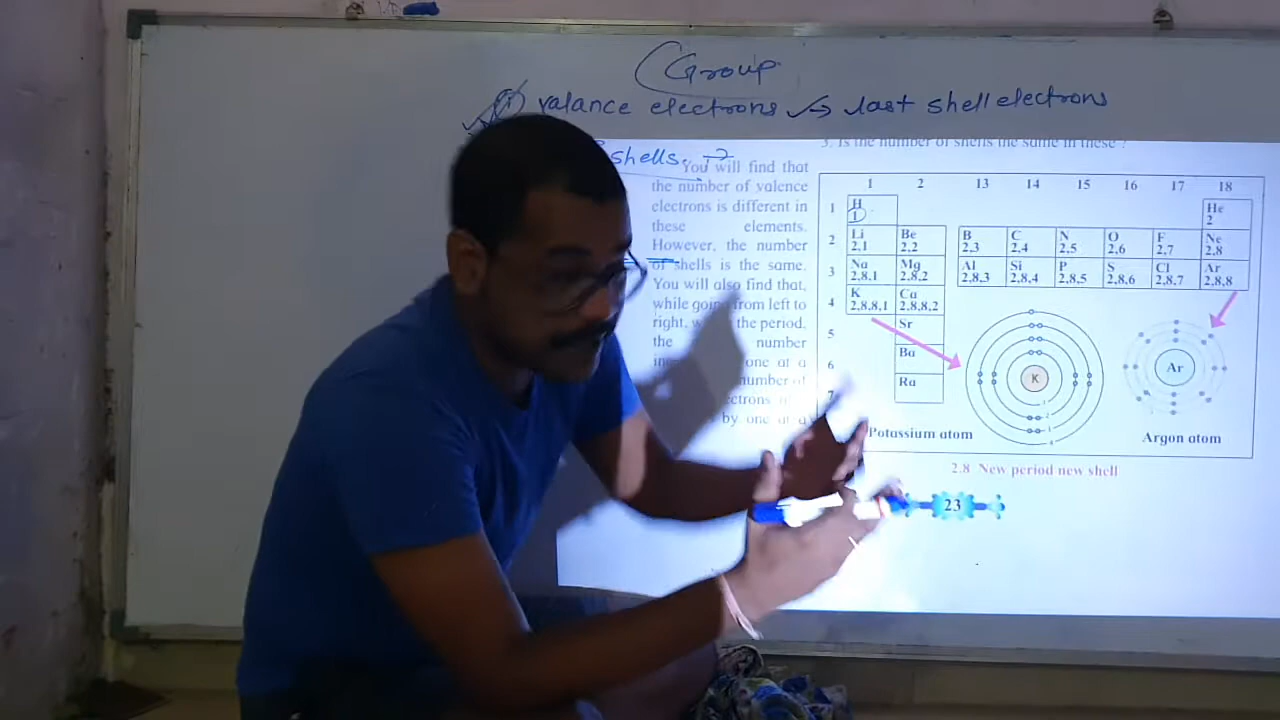 Group
① valance electrons → last shell electrons
shells. →
3. Is the number of shells the same in these ?
You will find that
the number of valence
electrons is different in
these elements.
However, the number
of shells is the same.
You will also find that,
while going from left to
right, the period,
the number
one at a
number of
by one at a
1 2 13 14 15 16 17 18
1 H 1 He 2
2 Li 2,1 Be 2,2 B 2,3 C 2,4 N 2,5 O 2,6 F 2,7 Ne 2,8
3 Na 2,8,1 Mg 2,8,2 Al 2,8,3 Si 2,8,4 P 2,8,5 S 2,8,6 Cl 2,8,7 Ar 2,8,8
4 K 2,8,8,1 Ca 2,8,8,2
5 Sr
6 Ba
7 Ra
K
Ar
Potassium atom
Argon atom
2.8 New period new shell
23